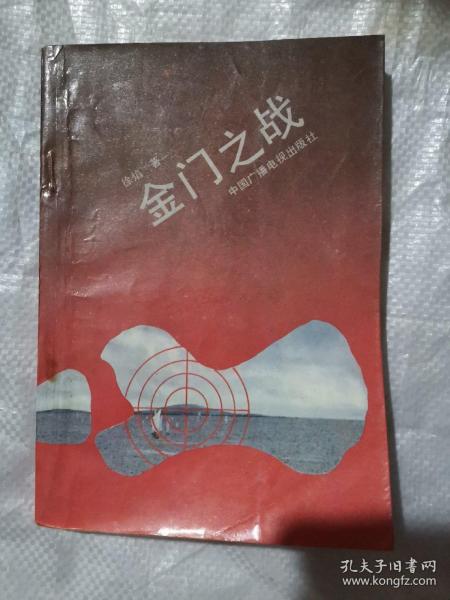 徐焰 著
金门之战
中国广播电视出版社
孔夫子旧书网
www.kongfz.com